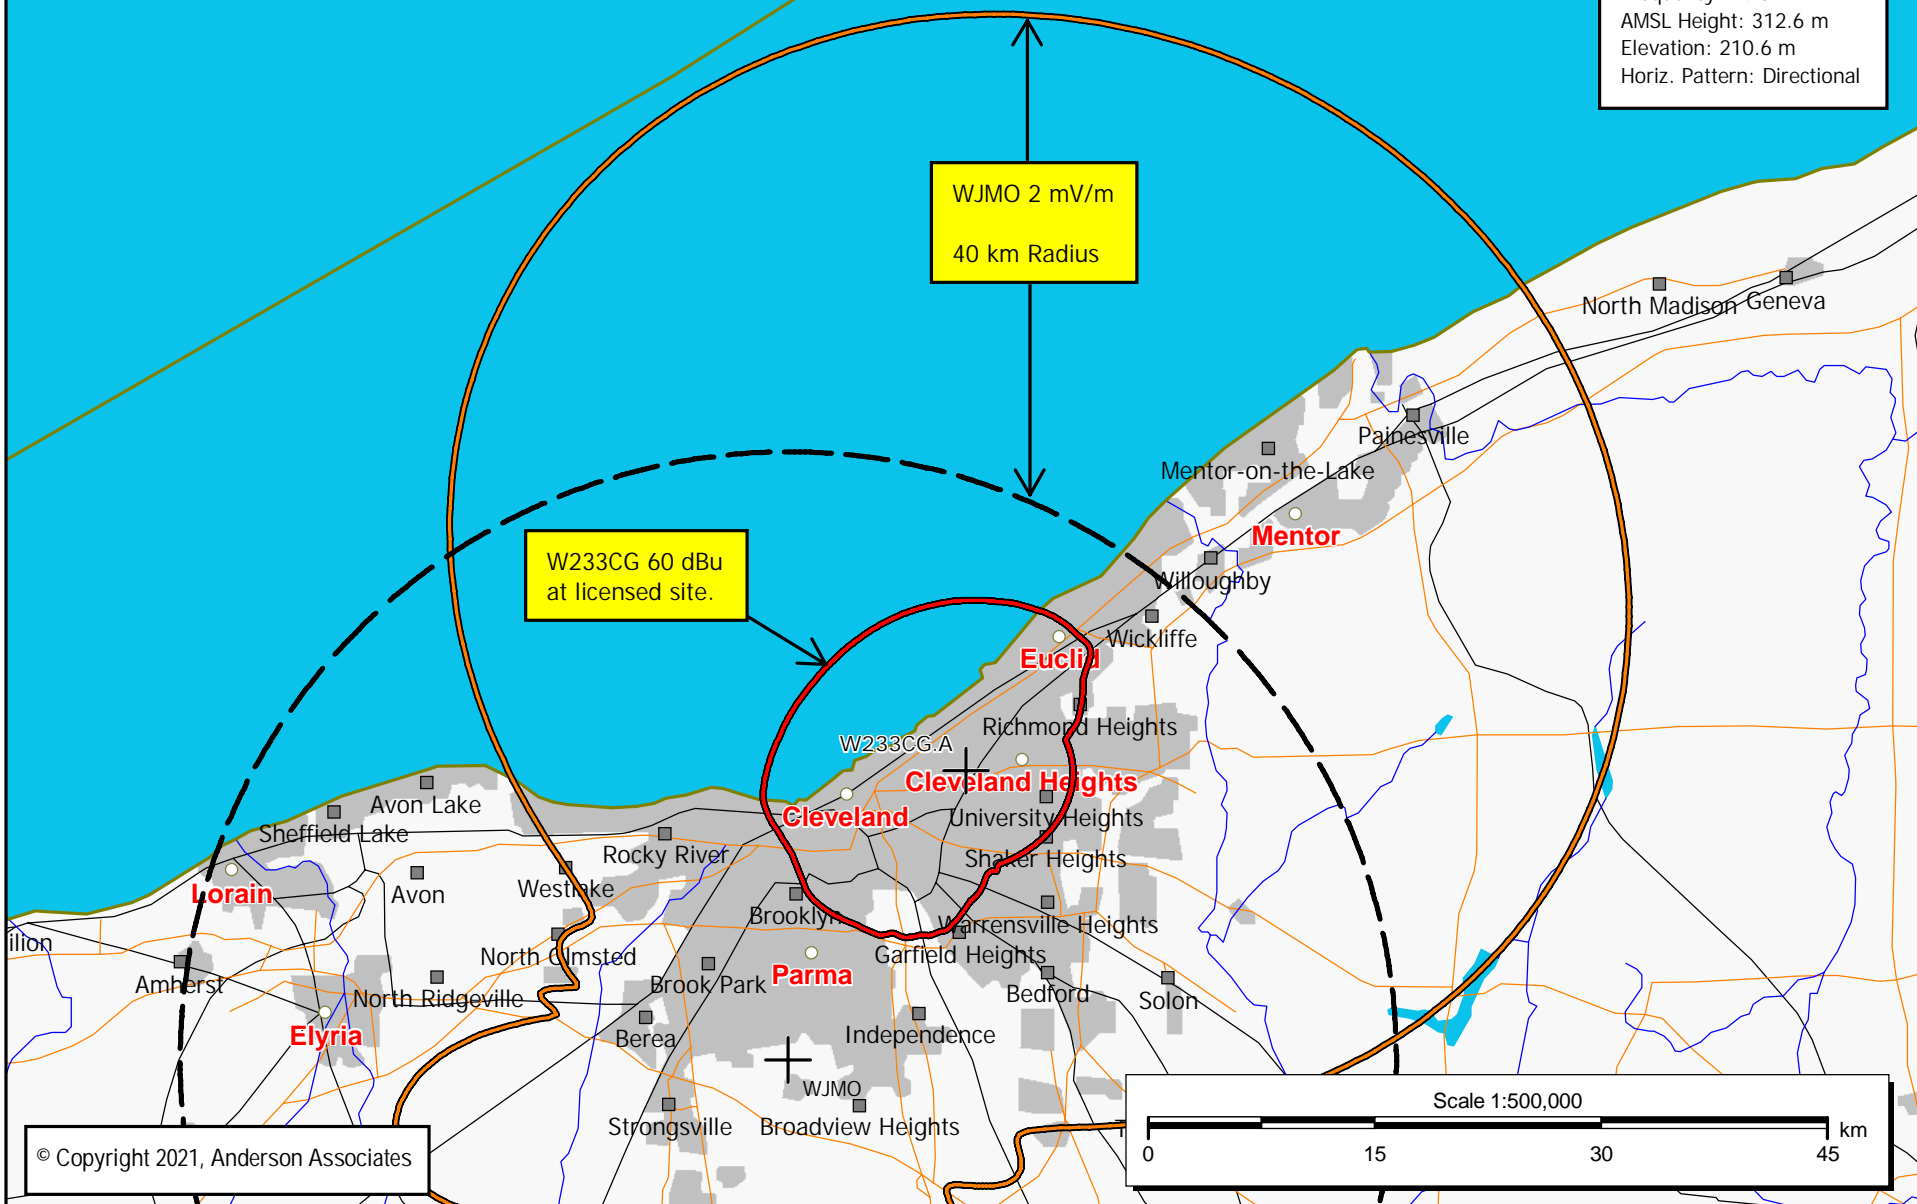 AMSL Height: 312.6 m
Elevation: 210.6 m
Horiz. Pattern: Directional
WJMO 2 mV/m
40 km Radius
North Madison
Geneva
Painesville
Mentor-on-the-Lake
Mentor
W233CG 60 dBu
at licensed site.
Willoughby
Wickliffe
Euclid
Richmond Heights
W233CG.A
Cleveland Heights
Avon Lake
Cleveland
University Heights
Sheffield Lake
Rocky River
Shaker Heights
Westlake
Avon
Lorain
Brooklyn
Warrensville Heights
ilion
North Olmsted
Garfield Heights
Parma
Amherst
Brook Park
North Ridgeville
Bedford
Solon
Elyria
Berea
Independence
WJMO
Strongsville
Broadview Heights
Scale 1:500,000
km
0 15 30 45
© Copyright 2021, Anderson Associates